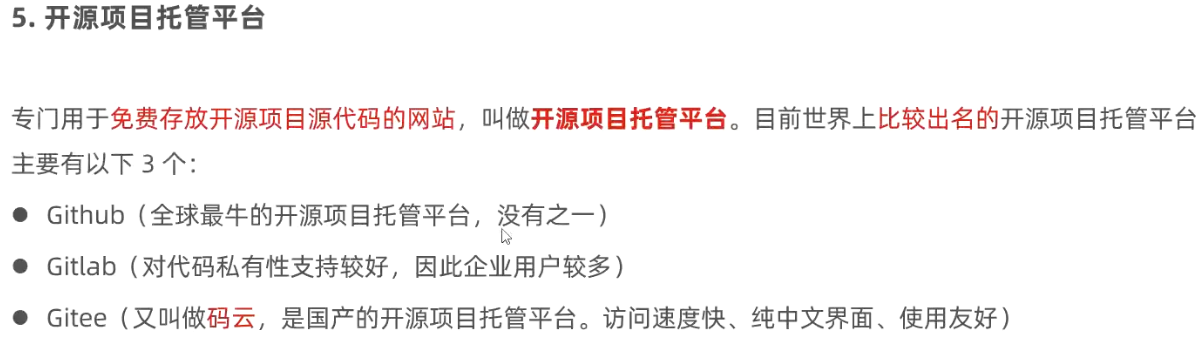 5. 开源项目托管平台
专门用于免费存放开源项目源代码的网站，叫做开源项目托管平台。目前世界上比较出名的开源项目托管平台
主要有以下 3 个：
● Github（全球最牛的开源项目托管平台，没有之一）
● Gitlab（对代码私有性支持较好，因此企业用户较多）
● Gitee（又叫做码云，是国产的开源项目托管平台。访问速度快、纯中文界面、使用友好）